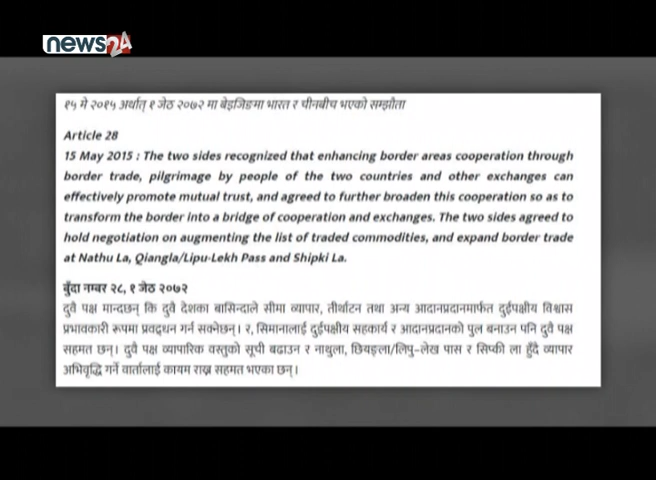 news24
१५ मे २०१५ अर्थात् १ जेठ २०७२ मा बेइजिङमा भारत र चीनबीच भएको सम्झौता
Article 28
15 May 2015 : The two sides recognized that enhancing border areas cooperation through
border trade, pilgrimage by people of the two countries and other exchanges can
effectively promote mutual trust, and agreed to further broaden this cooperation so as to
transform the border into a bridge of cooperation and exchanges. The two sides agreed to
hold negotiation on augmenting the list of traded commodities, and expand border trade
at Nathu La, Qiangla/Lipu-Lekh Pass and Shipki La.
बुँदा नम्बर २८, १ जेठ २०७२
दुवै पक्ष मान्दछन् कि दुवै देशका बासिन्दाले सीमा व्यापार, तीर्थाटन तथा अन्य आदानप्रदानमार्फत दुईपक्षीय विश्वास
प्रभावकारी रूपमा प्रवद्र्धन गर्न सक्नेछन् । र, सिमानालाई दुईपक्षीय सहकार्य र आदानप्रदानको पुल बनाउन पनि दुवै पक्ष
सहमत छन् । दुवै पक्ष व्यापारिक वस्तुको सूची बढाउन र नाथुला, छियङ्ला/लिपु-लेख पास र सिप्की ला हुँदै व्यापार
अभिवृद्धि गर्ने वार्तालाई कायम राख्न सहमत भएका छन् ।